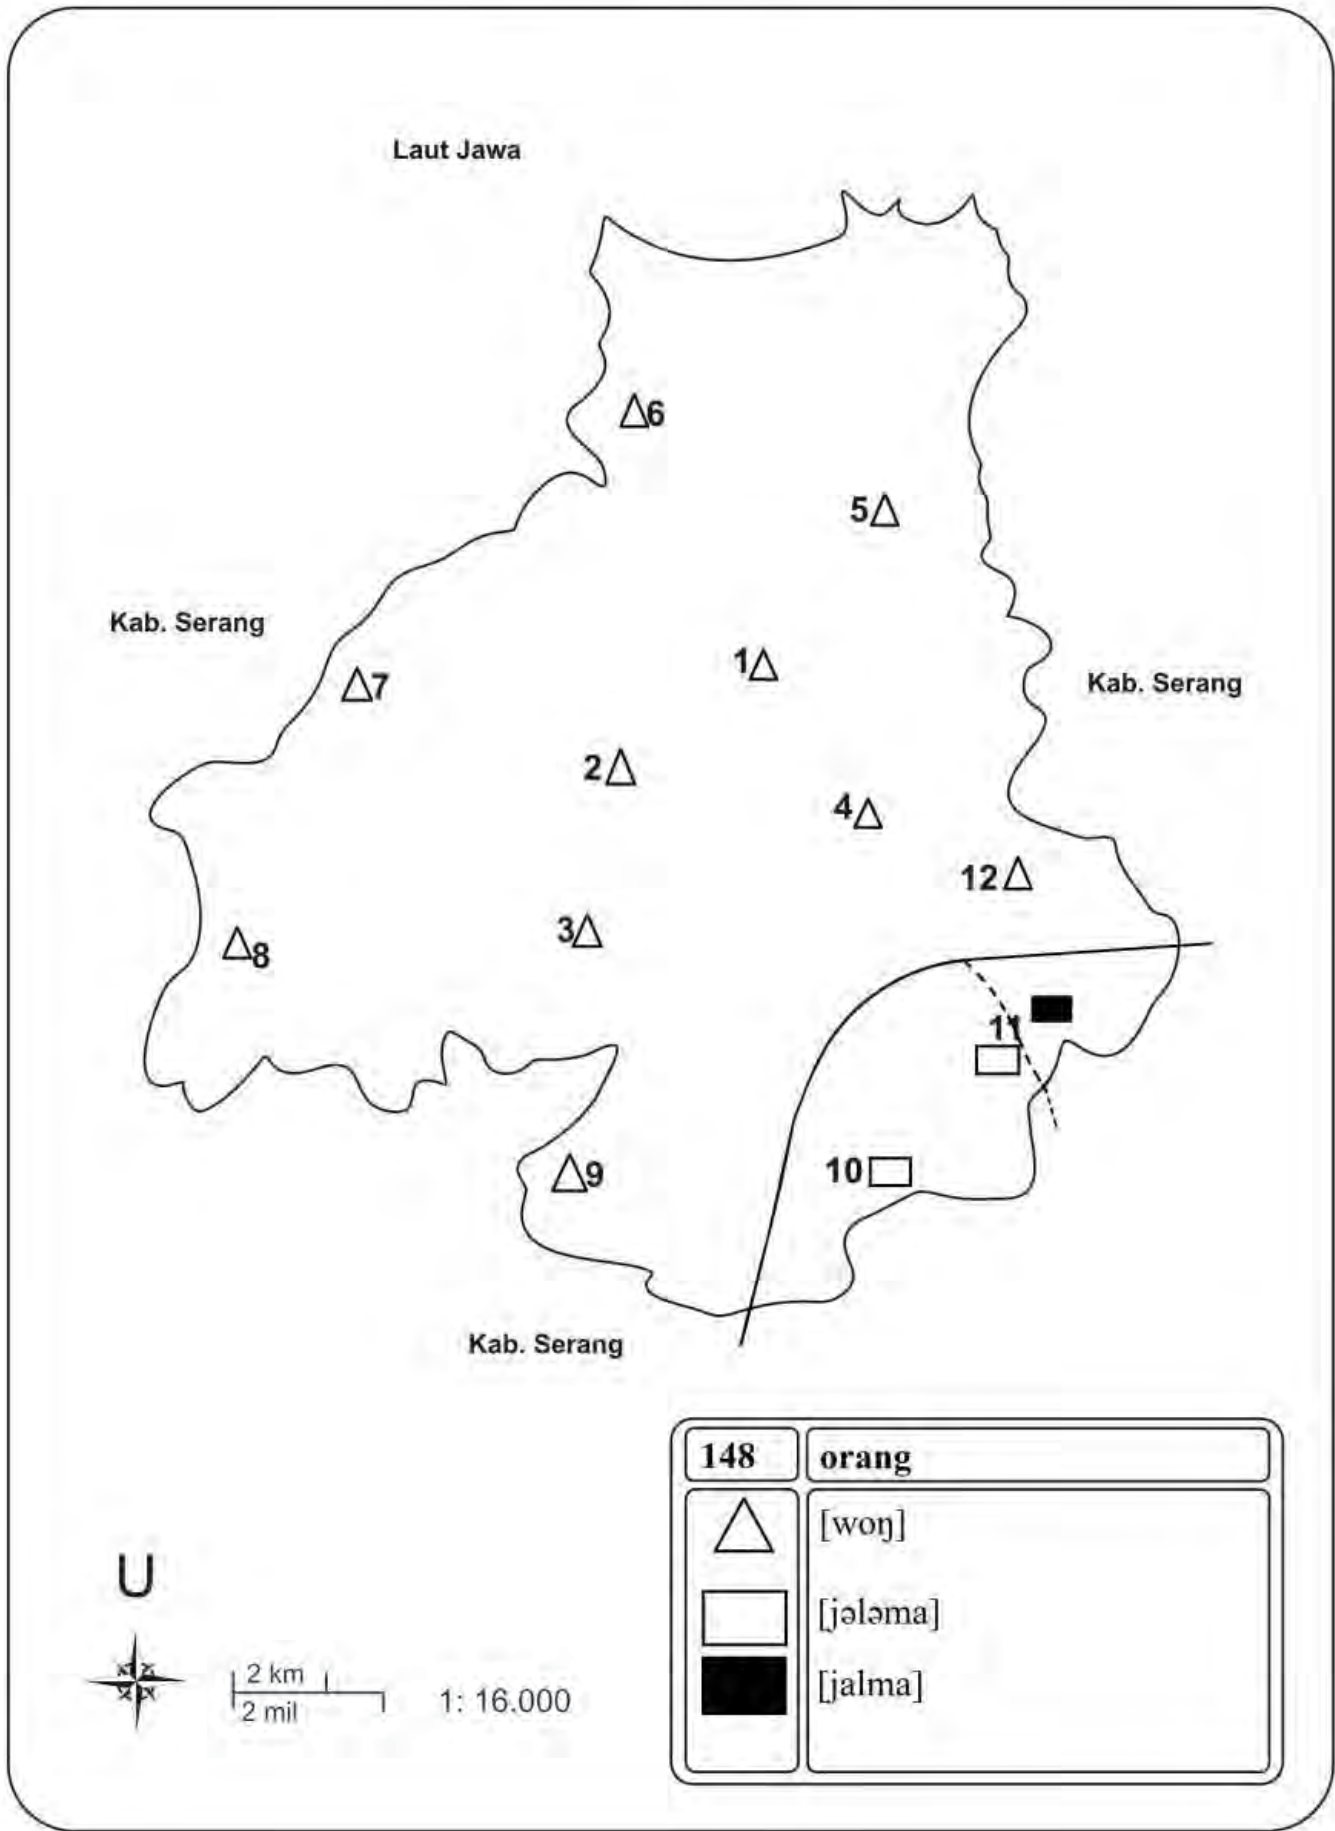 Laut Jawa
6
5
Kab. Serang
1
Kab. Serang
7
2
4
12
3
8
11
10
9
Kab. Serang
148 orang
[woŋ]
U
[jələma]
2 km
[jalma]
2 mil
1: 16.000